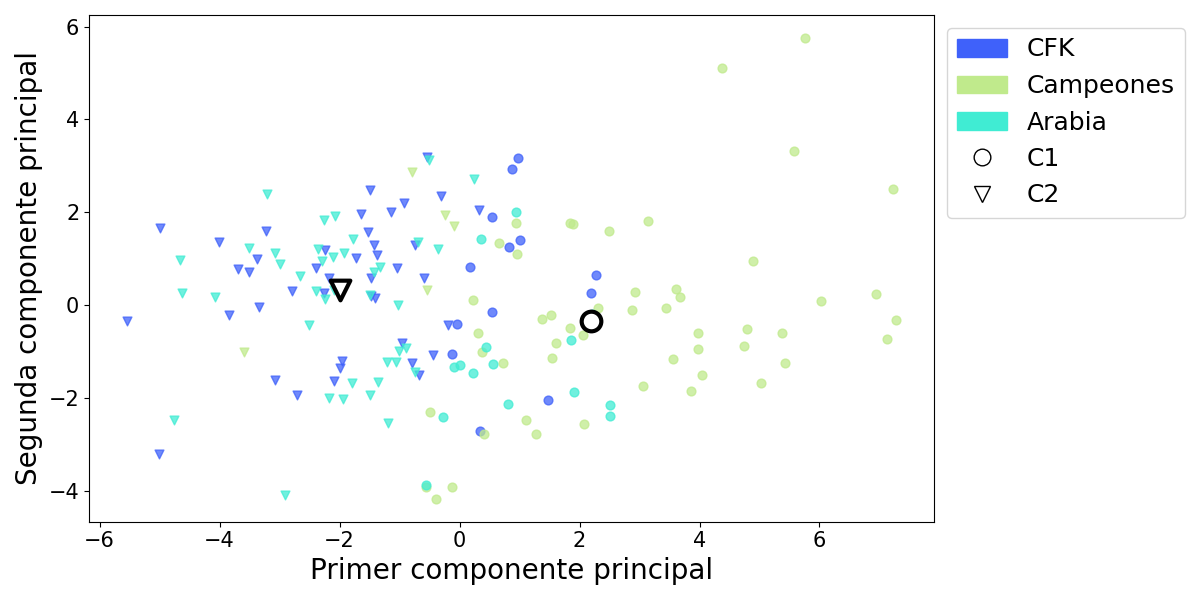 6
4
2
0
−2
−4
−6
−4
−2
0
2
4
6
Segunda componente principal
Primer componente principal
CFK
Campeones
Arabia
C1
C2